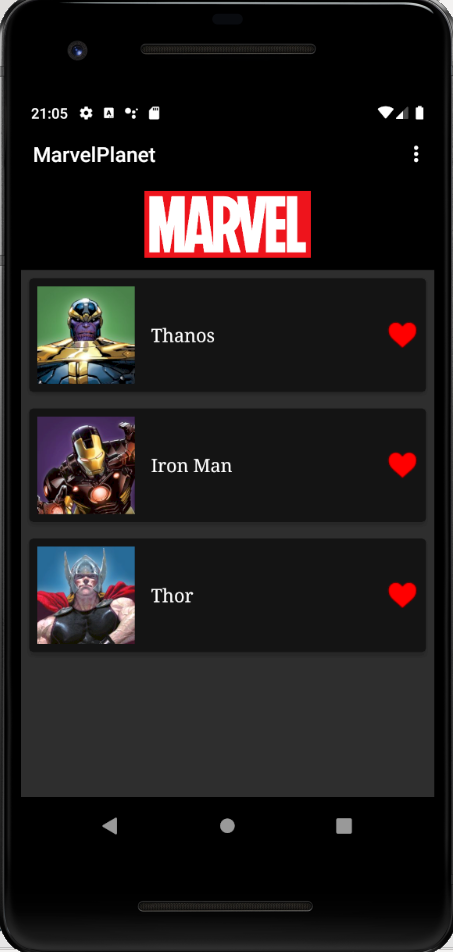 21:05
MarvelPlanet
MARVEL
Thanos
Iron Man
Thor